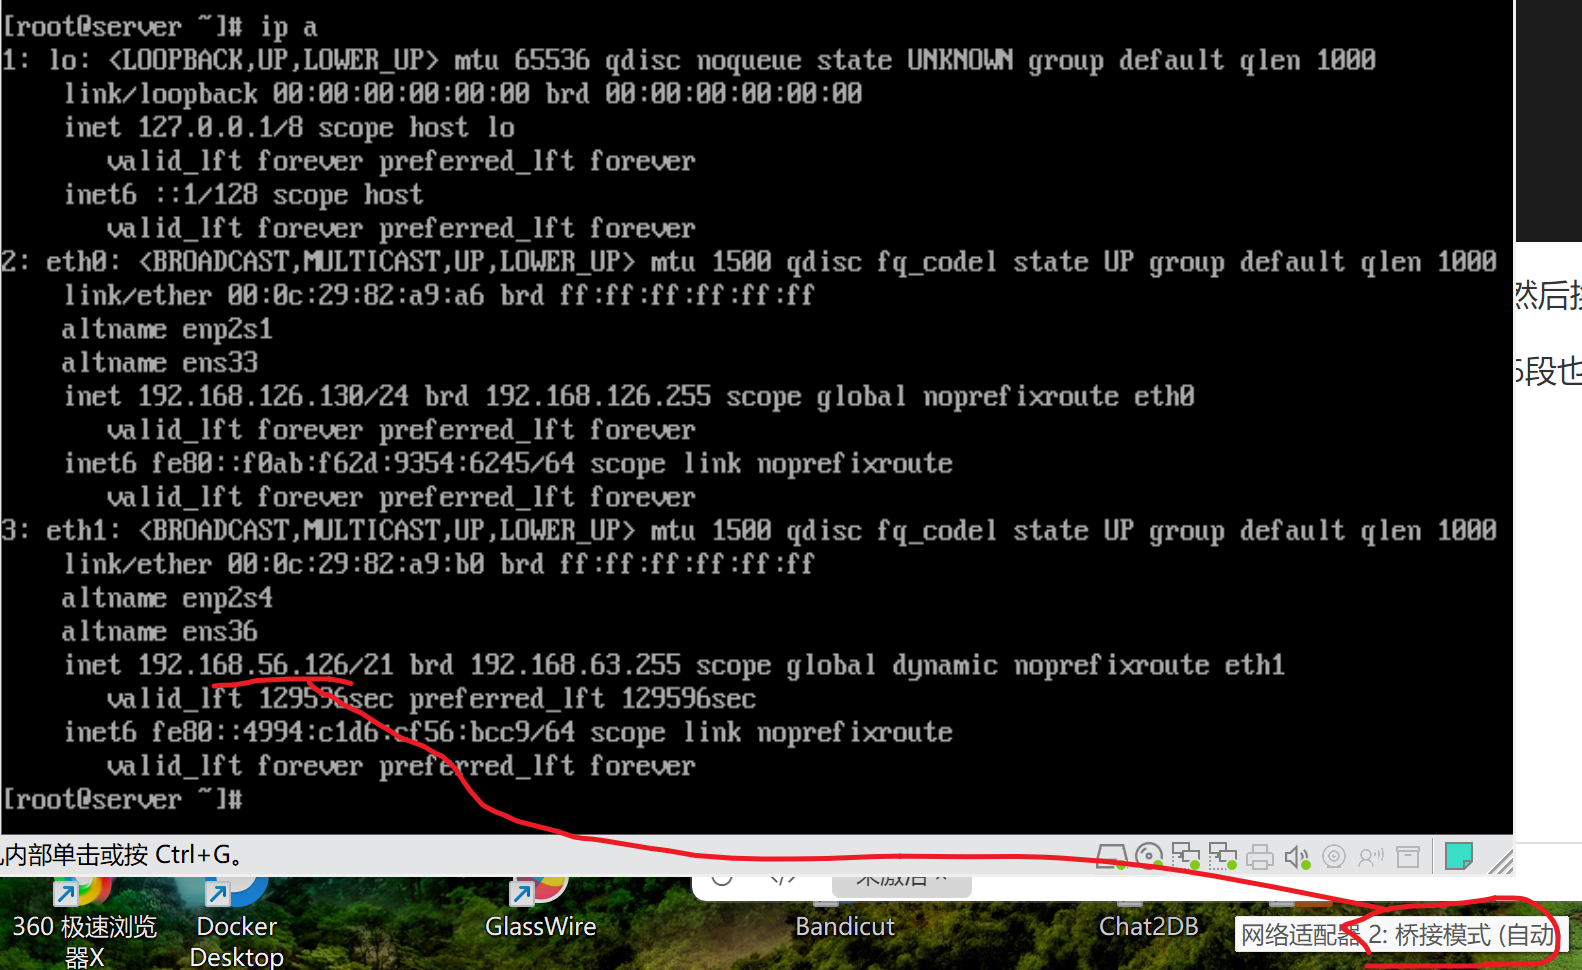 [root@server ~]# ip a
1: lo: <LOOPBACK,UP,LOWER_UP> mtu 65536 qdisc noqueue state UNKNOWN group default qlen 1000
link/loopback 00:00:00:00:00:00 brd 00:00:00:00:00:00
inet 127.0.0.1/8 scope host lo
valid_lft forever preferred_lft forever
inet6 ::1/128 scope host
valid_lft forever preferred_lft forever
2: eth0: <BROADCAST,MULTICAST,UP,LOWER_UP> mtu 1500 qdisc fq_codel state UP group default qlen 1000
link/ether 00:0c:29:82:a9:a6 brd ff:ff:ff:ff:ff:ff
altname enp2s1
altname ens33
inet 192.168.126.130/24 brd 192.168.126.255 scope global noprefixroute eth0
valid_lft forever preferred_lft forever
inet6 fe80::f0ab:f62d:9354:6245/64 scope link noprefixroute
valid_lft forever preferred_lft forever
3: eth1: <BROADCAST,MULTICAST,UP,LOWER_UP> mtu 1500 qdisc fq_codel state UP group default qlen 1000
link/ether 00:0c:29:82:a9:b0 brd ff:ff:ff:ff:ff:ff
altname enp2s4
altname ens36
inet 192.168.56.126/21 brd 192.168.63.255 scope global dynamic noprefixroute eth1
valid_lft 129596sec preferred_lft 129596sec
inet6 fe80::4994:c1d6:cf56:bcc9/64 scope link noprefixroute
valid_lft forever preferred_lft forever
[root@server ~]#
然后
段也
内部单击或按 Ctrl+G。
未激活
360 极速浏览器X
Docker
Desktop
GlassWire
Bandicut
Chat2DB
网络适配器 2: 桥接模式 (自动)